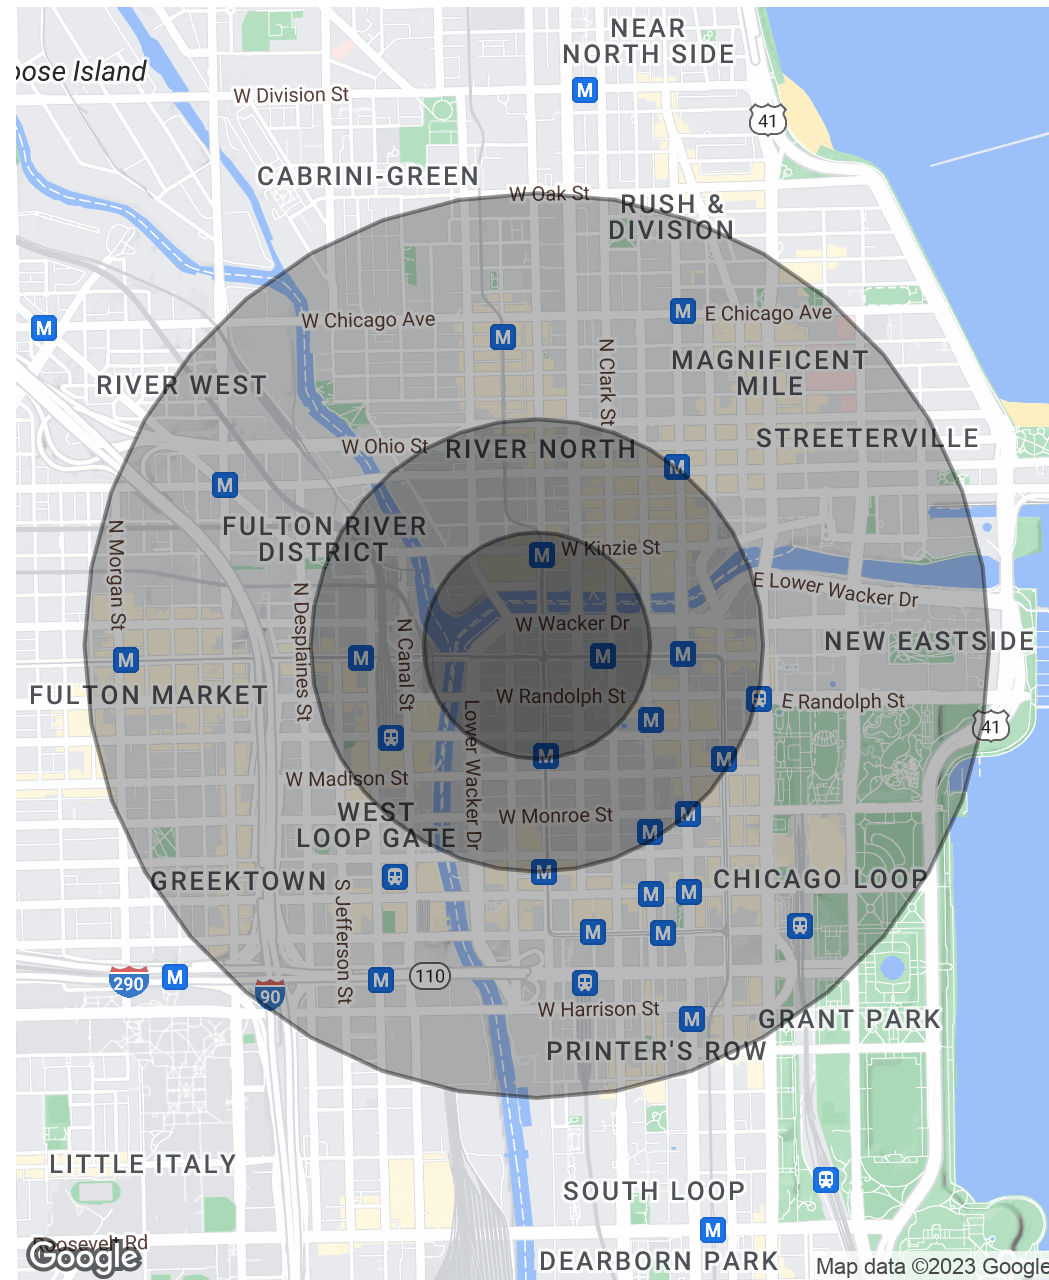 NEAR
NORTH SIDE
oose Island
W Division St
M
41
CABRINI-GREEN
W Oak St
RUSH &
DIVISION
M
E Chicago Ave
W Chicago Ave
M
M
N Clark St
MAGNIFICENT
MILE
RIVER WEST
STREETERVILLE
W Ohio St
RIVER NORTH
M
M
N Morgan St
FULTON RIVER
DISTRICT
M
W Kinzie St
E Lower Wacker Dr
N Desplaines St
N Canal St
W Wacker Dr
NEW EASTSIDE
M
M
M
M
FULTON MARKET
W Randolph St
E Randolph St
M
41
Lower Wacker Dr
M
M
W Madison St
WEST
LOOP GATE
W Monroe St
M
M
M
GREEKTOWN
CHICAGO LOOP
S Jefferson St
M
M
M
M
290
M
90
M
110
W Harrison St
M
GRANT PARK
PRINTER'S ROW
LITTLE ITALY
SOUTH LOOP
M
Roosevelt Rd
Google
DEARBORN PARK
Map data ©2023 Google